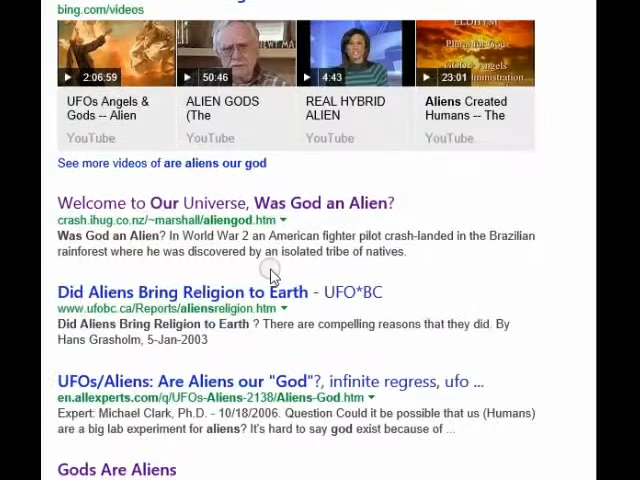 bing.com/videos
2:06:59
50:46
4:43
ELOHYM
Plural for God
23:01
UFOs Angels & Gods -- Alien
YouTube
ALIEN GODS (The
YouTube
REAL HYBRID ALIEN
YouTube
Aliens Created Humans -- The
YouTube
See more videos of are aliens our god
Welcome to Our Universe, Was God an Alien?
crash.ihug.co.nz/~marshall/aliengod.htm
Was God an Alien? In World War 2 an American fighter pilot crash-landed in the Brazilian
rainforest where he was discovered by an isolated tribe of natives.
Did Aliens Bring Religion to Earth - UFO*BC
www.ufobc.ca/Reports/aliensreligion.htm
Did Aliens Bring Religion to Earth ? There are compelling reasons that they did. By
Hans Grasholm, 5-Jan-2003
UFOs/Aliens: Are Aliens our "God"?, infinite regress, ufo ...
en.allexperts.com/q/UFOs-Aliens-2138/Aliens-God.htm
Expert: Michael Clark, Ph.D. - 10/18/2006. Question Could it be possible that us (Humans)
are a big lab experiment for aliens? It's hard to say god exist because of ...
Gods Are Aliens